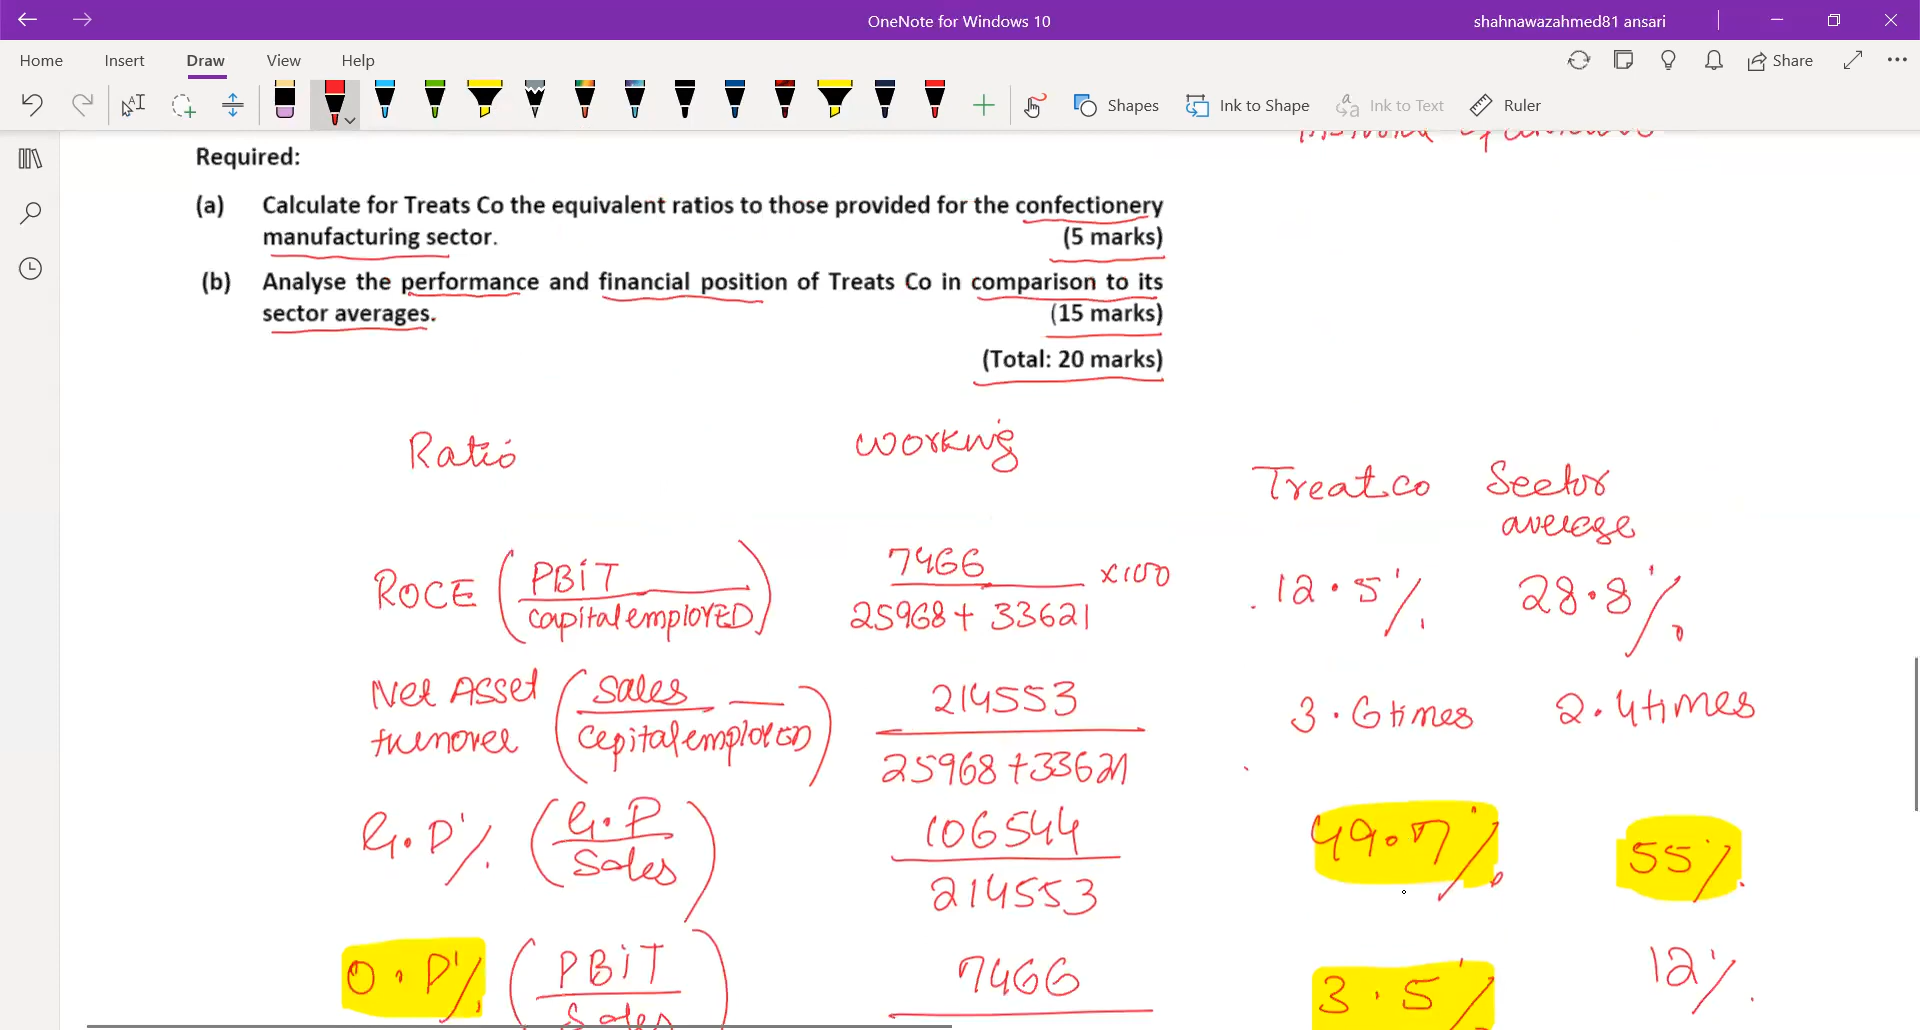 OneNote for Windows 10
shahnawazahmed81 ansari
Home Insert Draw View Help
Share
Shapes Ink to Shape Ink to Text Ruler
Required:
(a) Calculate for Treats Co the equivalent ratios to those provided for the confectionery
manufacturing sector. (5 marks)
(b) Analyse the performance and financial position of Treats Co in comparison to its
sector averages. (15 marks)
(Total: 20 marks)
Ratio Working
Treat.co Sector
average
ROCE (PBIT / capital employED) 7466 / 25968 + 33621 x100 12.5% 28.8%
Net Asset turnover (Sales / Capital employED) 214553 / 25968 + 33621 3.6 times 2.4 times
G.P% (G.P / Sales) 106544 / 214553 49.7% 55%
O.P% (PBIT / Sales 7466 3.5% 12%